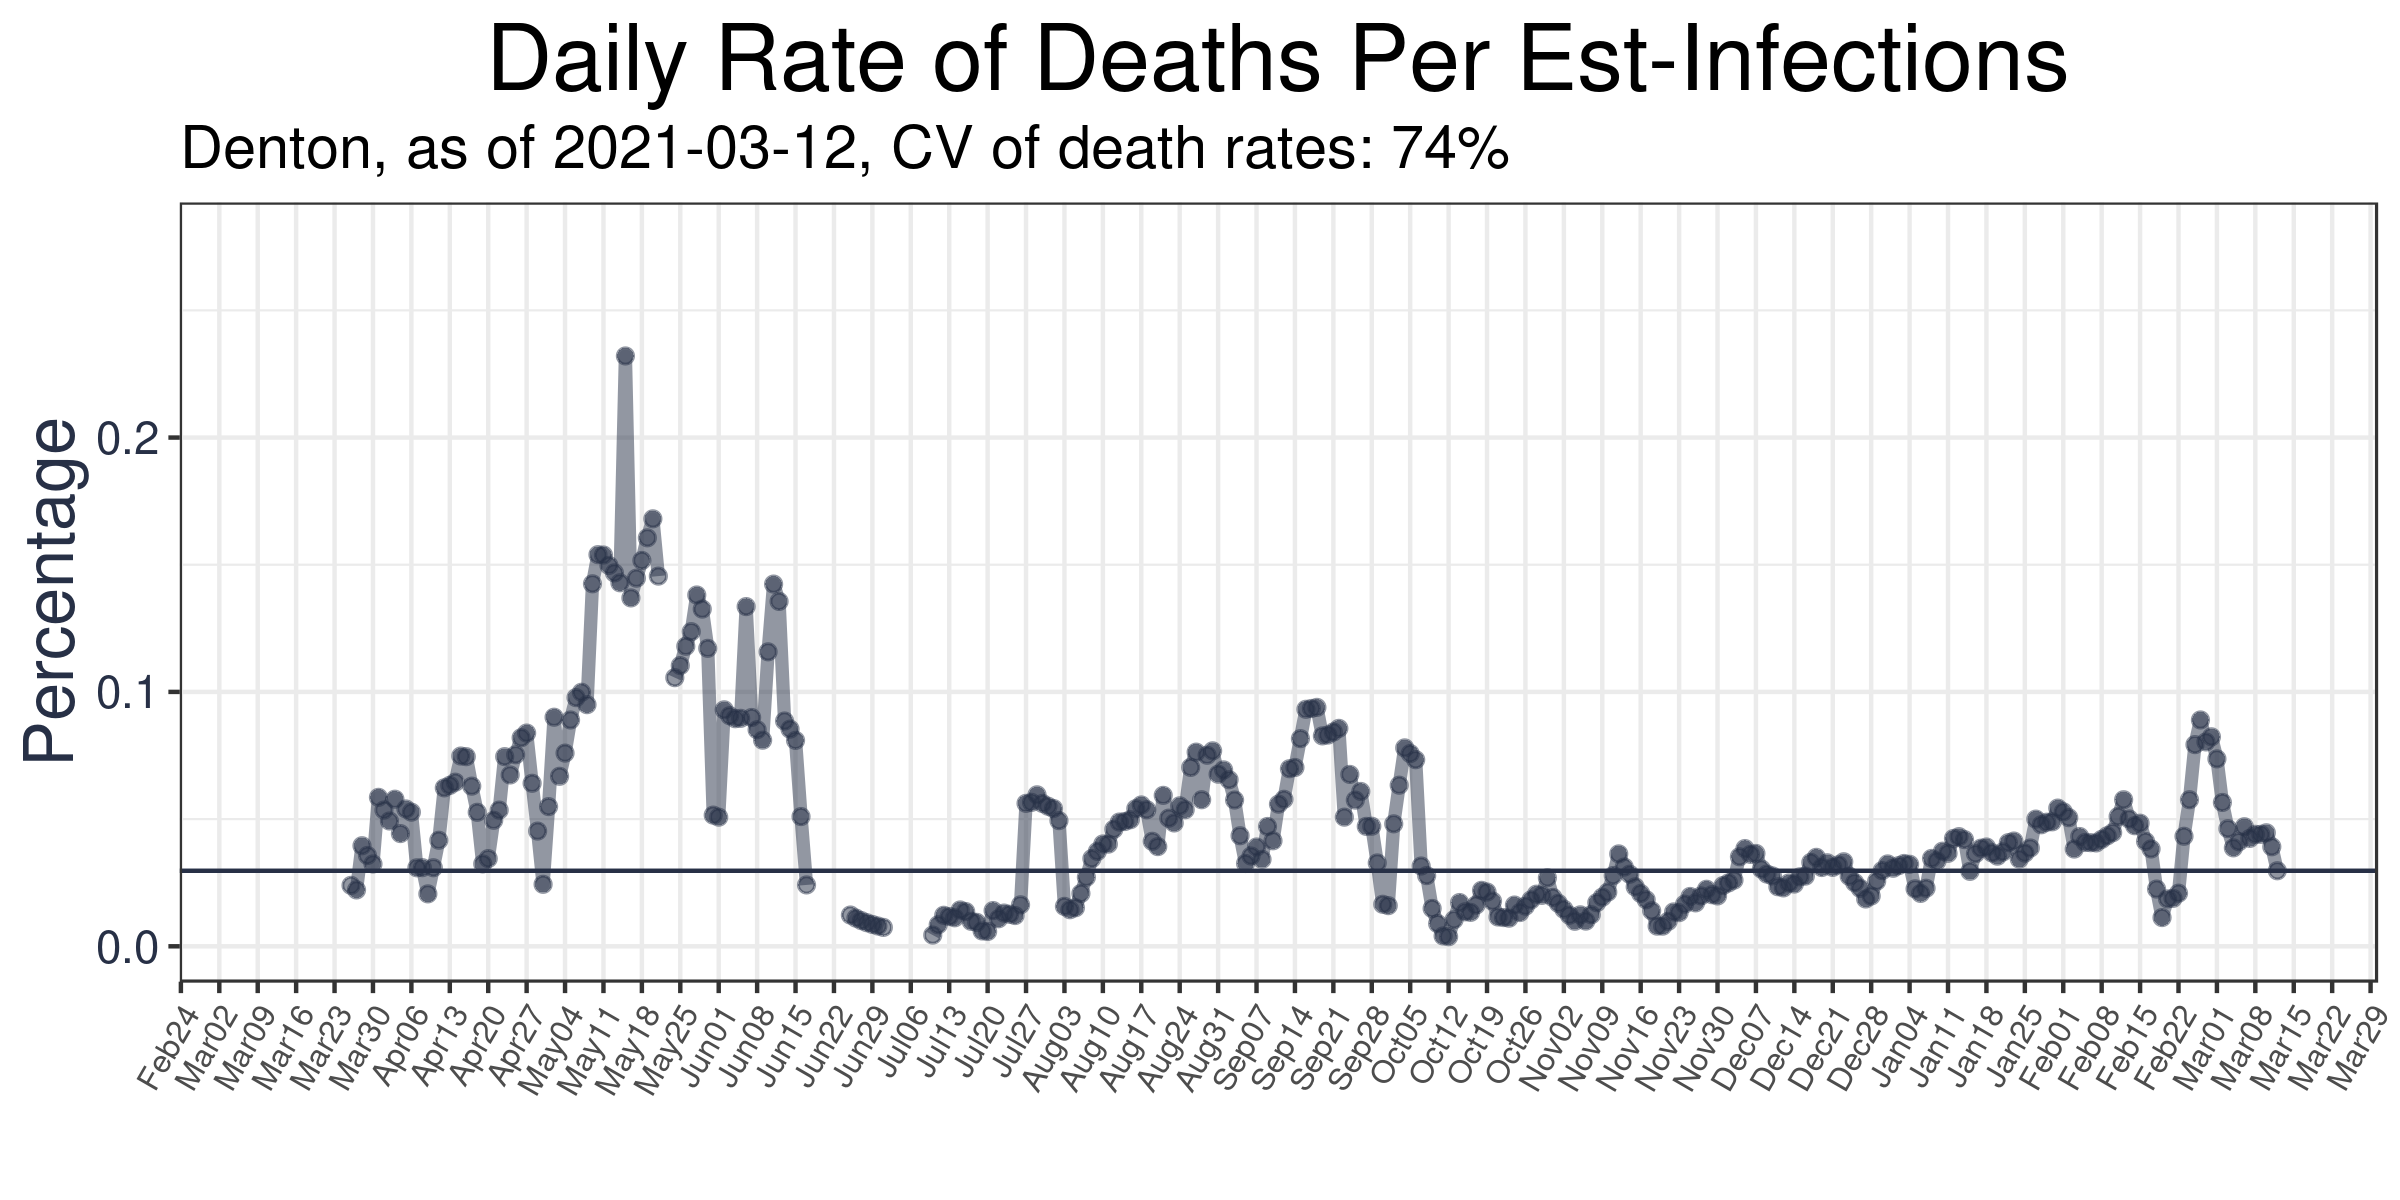 Daily Rate of Deaths Per Est-Infections
Denton, as of 2021-03-12, CV of death rates: 74%
Percentage
0.2
0.1
0.0
Feb24
Mar02
Mar09
Mar16
Mar23
Mar30
Apr06
Apr13
Apr20
Apr27
May04
May11
May18
May25
Jun01
Jun08
Jun15
Jun22
Jun29
Jul06
Jul13
Jul20
Jul27
Aug03
Aug10
Aug17
Aug24
Aug31
Sep07
Sep14
Sep21
Sep28
Oct05
Oct12
Oct19
Oct26
Nov02
Nov09
Nov16
Nov23
Nov30
Dec07
Dec14
Dec21
Dec28
Jan04
Jan11
Jan18
Jan25
Feb01
Feb08
Feb15
Feb22
Mar01
Mar08
Mar15
Mar22
Mar29